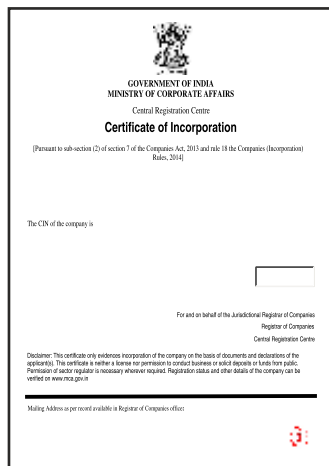 GOVERNMENT OF INDIA
MINISTRY OF CORPORATE AFFAIRS
Central Registration Centre
Certificate of Incorporation
[Pursuant to sub-section (2) of section 7 of the Companies Act, 2013 and rule 18 the Companies (Incorporation)
Rules, 2014]
The CIN of the company is
For and on behalf of the Jurisdictional Registrar of Companies
Registrar of Companies
Central Registration Centre
Disclaimer: This certificate only evidences incorporation of the company on the basis of documents and declarations of the
applicant(s). This certificate is neither a license nor permission to conduct business or solicit deposits or funds from public.
Permission of sector regulator is necessary wherever required. Registration status and other details of the company can be
verified on www.mca.gov.in
Mailing Address as per record available in Registrar of Companies office: